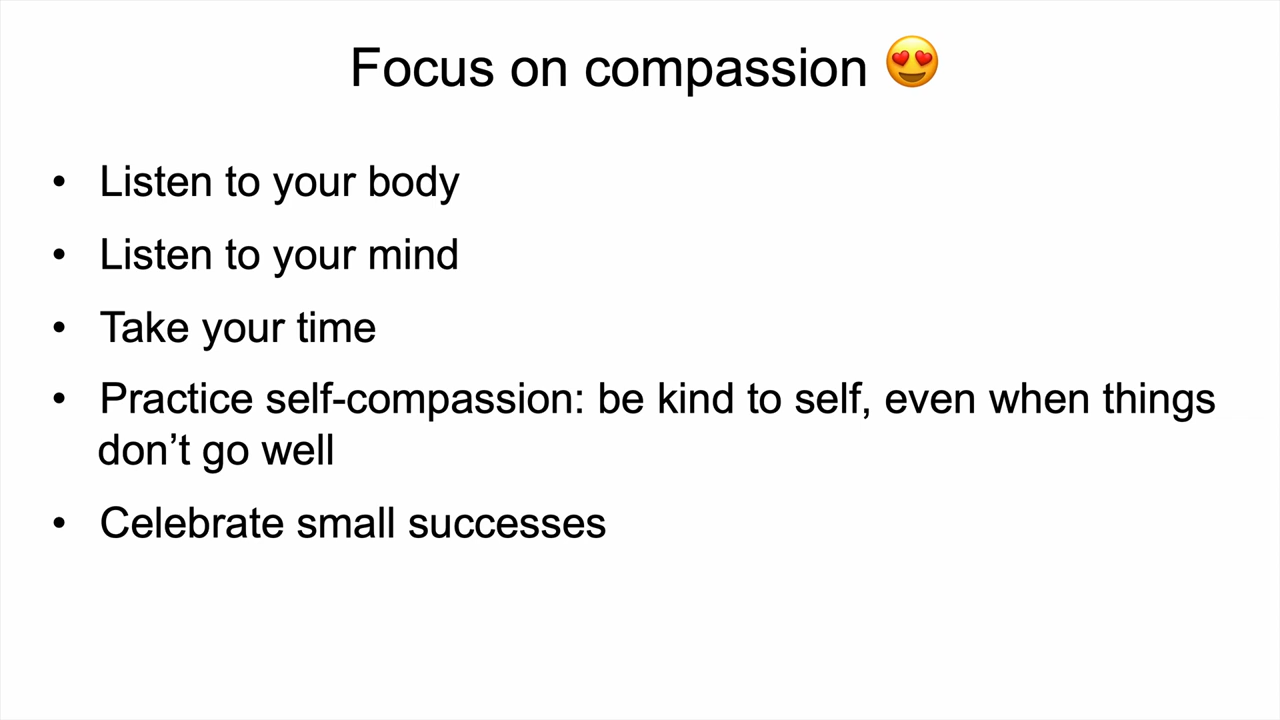 Focus on compassion 😍
• Listen to your body
• Listen to your mind
• Take your time
• Practice self-compassion: be kind to self, even when things
don’t go well
• Celebrate small successes